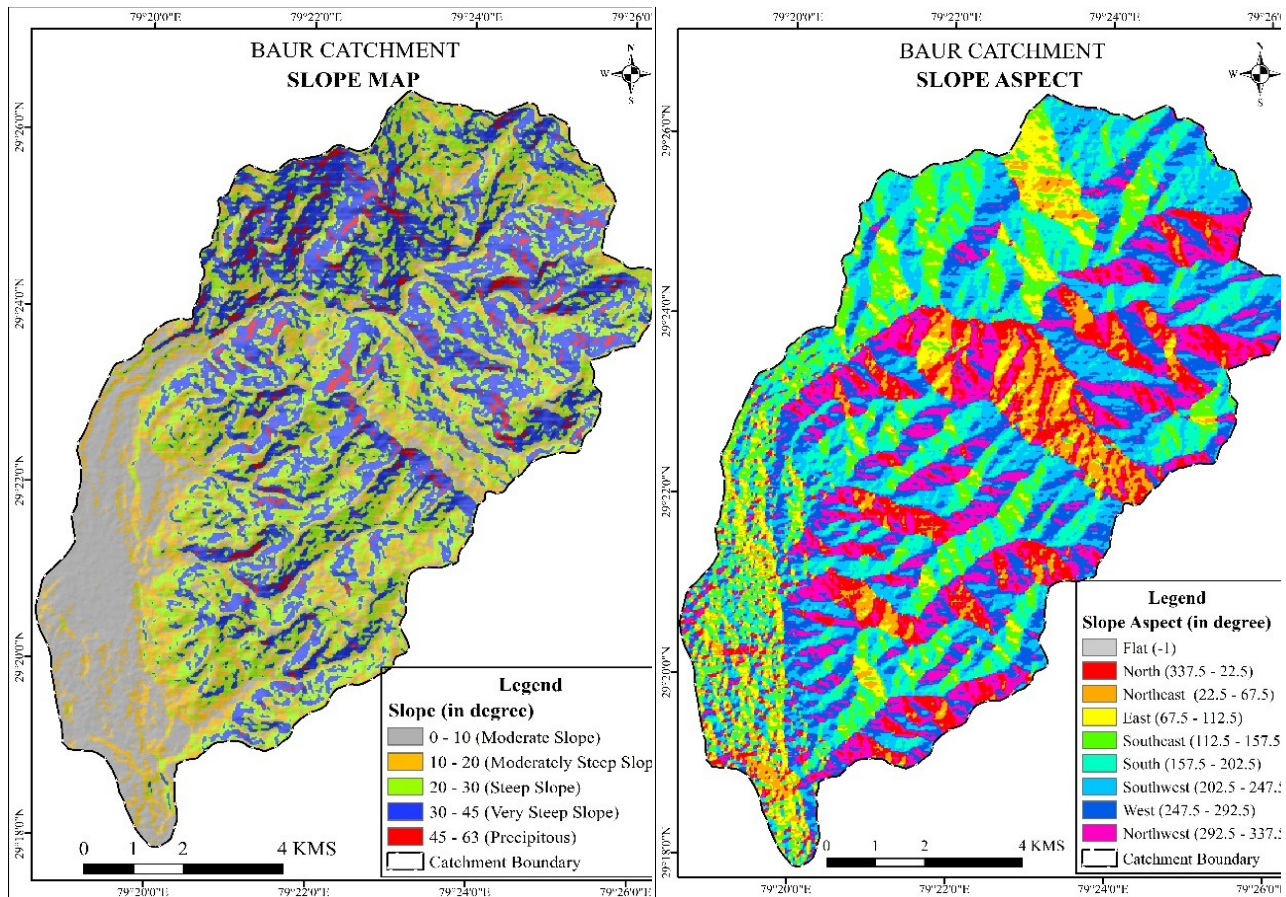 79°20'0"E 79°22'0"E 79°24'0"E 79°26'0"E
BAUR CATCHMENT
SLOPE MAP
N
W E
S
29°26'0"N
29°24'0"N
29°22'0"N
29°20'0"N
29°18'0"N
Legend
Slope (in degree)
0 - 10 (Moderate Slope)
10 - 20 (Moderately Steep Slop
20 - 30 (Steep Slope)
30 - 45 (Very Steep Slope)
45 - 63 (Precipitous)
Catchment Boundary
0 1 2 4 KMS
79°20'0"E 79°22'0"E 79°24'0"E 79°26'0"E
79°20'0"E 79°22'0"E 79°24'0"E 79°26'0"E
BAUR CATCHMENT
SLOPE ASPECT
N
W E
S
29°26'0"N
29°24'0"N
29°22'0"N
29°20'0"N
29°18'0"N
Legend
Slope Aspect (in degree)
Flat (-1)
North (337.5 - 22.5)
Northeast (22.5 - 67.5)
East (67.5 - 112.5)
Southeast (112.5 - 157.5
South (157.5 - 202.5)
Southwest (202.5 - 247.5
West (247.5 - 292.5)
Northwest (292.5 - 337.5
Catchment Boundary
0 1 2 4 KMS
79°20'0"E 79°22'0"E 79°24'0"E 79°26'0"E